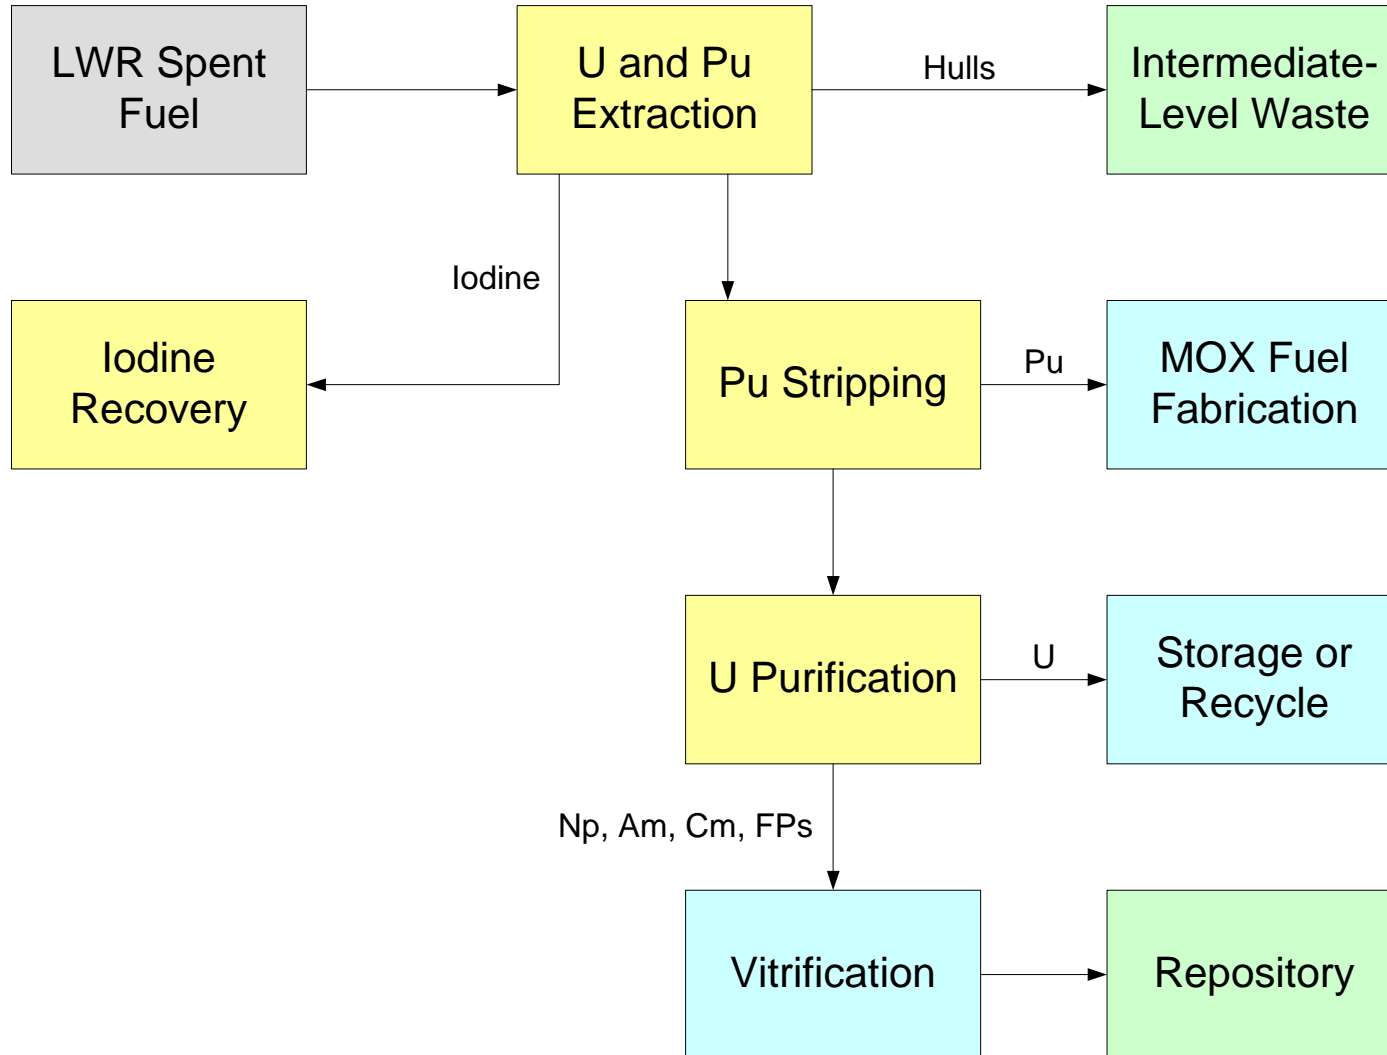 LWR Spent
Fuel
U and Pu
Extraction
Hulls
Intermediate-
Level Waste
Iodine
Iodine
Recovery
Pu Stripping
Pu
MOX Fuel
Fabrication
U Purification
U
Storage or
Recycle
Np, Am, Cm, FPs
Vitrification
Repository